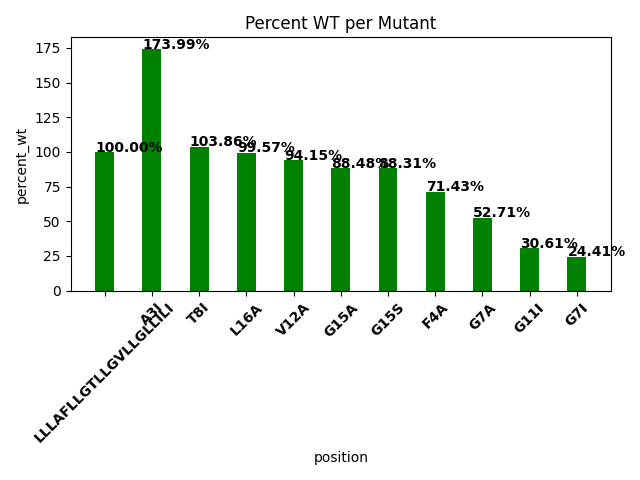 Percent WT per Mutant
percent_wt
175
150
125
100
75
50
25
0
100.00%
173.99%
103.86%
99.57%
94.15%
88.48%
88.31%
71.43%
52.71%
30.61%
24.41%
LLLAFLLGTLLGVLLGLLILI
A3I
T8I
L16A
V12A
G15A
G15S
F4A
G7A
G11I
G7I
position